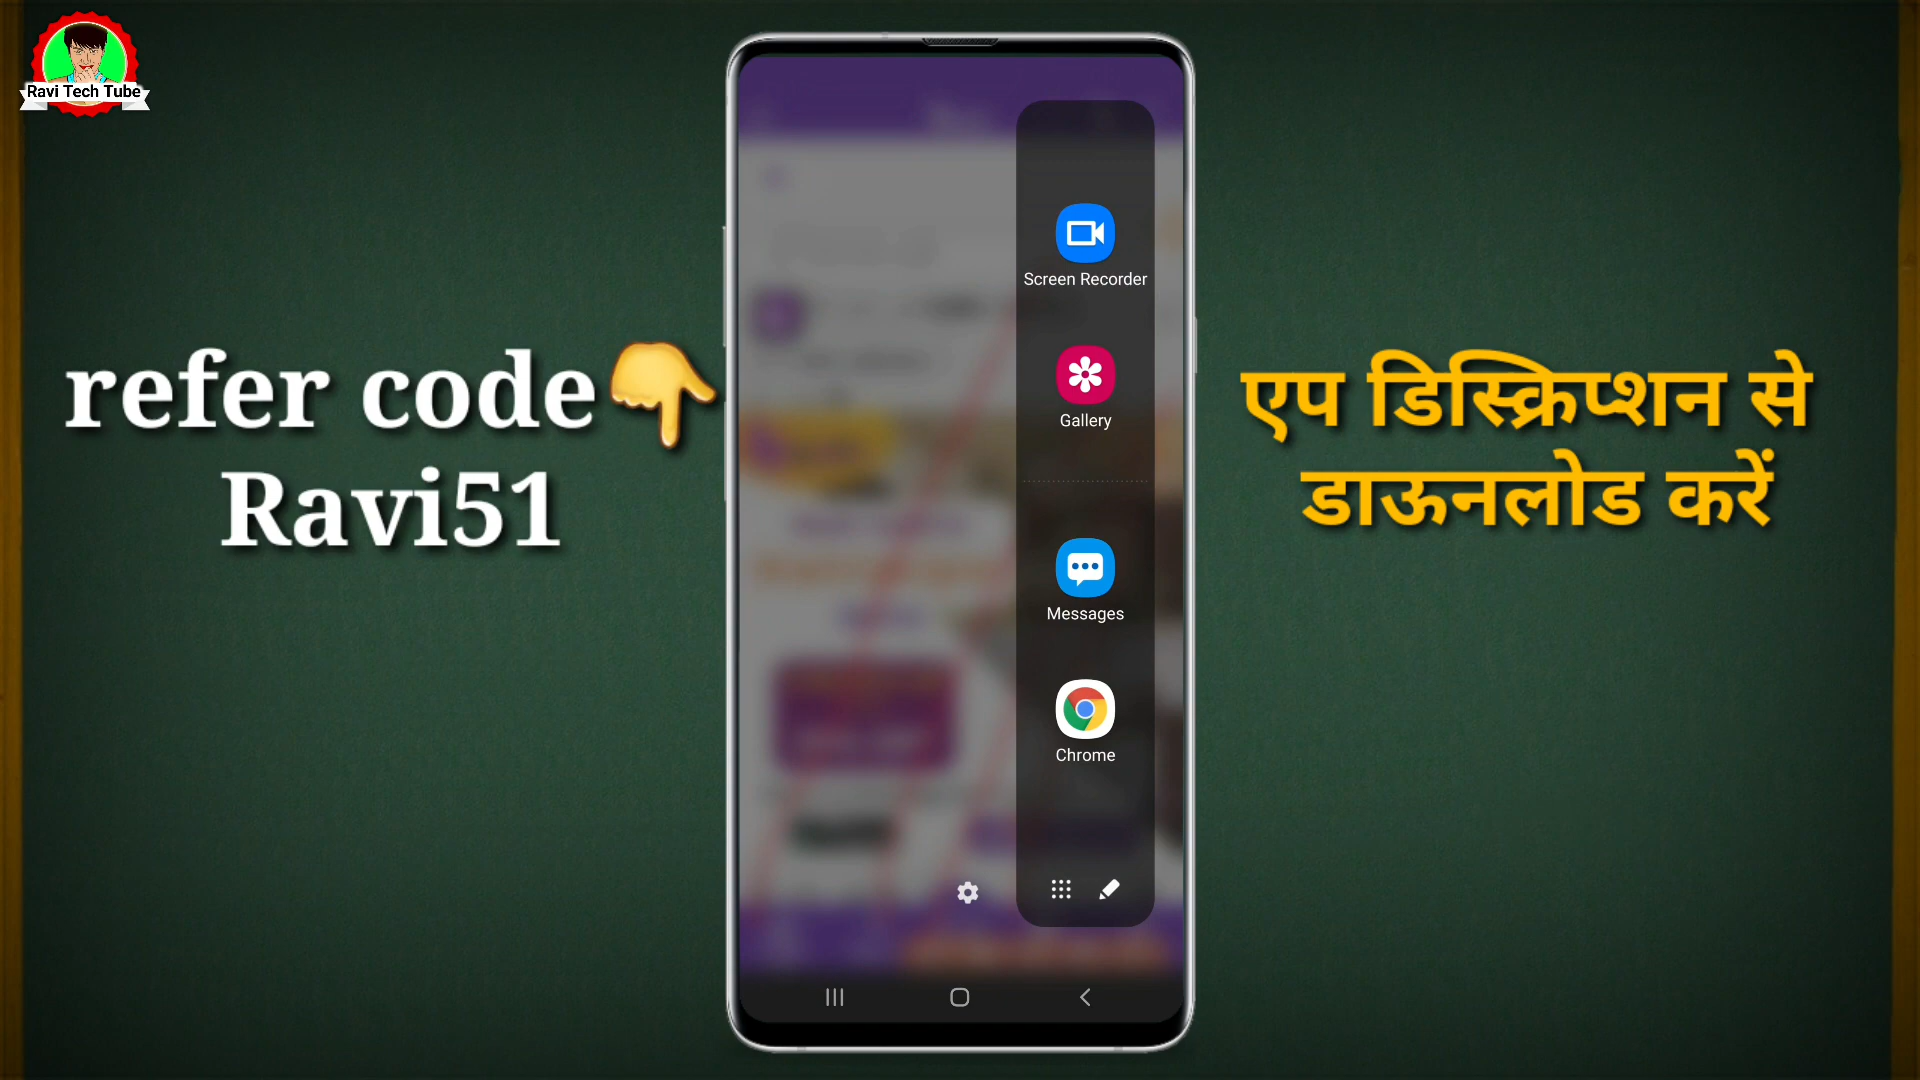 Ravi Tech Tube
refer code👇
Ravi51
Screen Recorder
Gallery
Messages
Chrome
एप डिस्क्रिप्शन से
डाऊनलोड करें